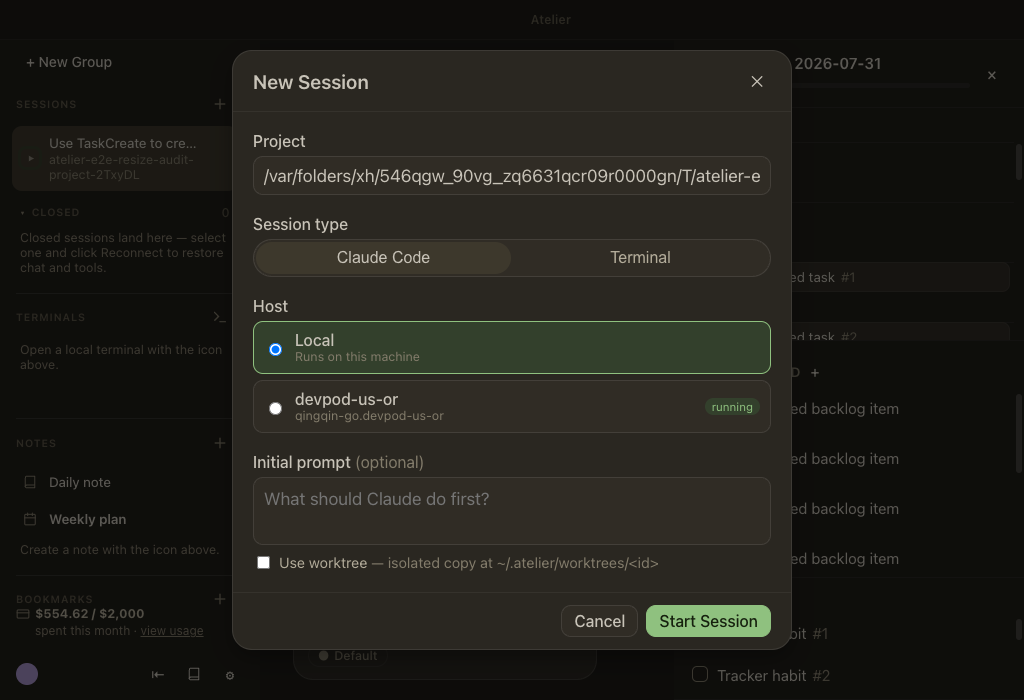 Atelier
+ New Group
SESSIONS
Use TaskCreate to cre...
atelier-e2e-resize-audit-
project-2TxyDL
CLOSED 0
Closed sessions land here — select
one and click Reconnect to restore
chat and tools.
TERMINALS
Open a local terminal with the icon
above.
NOTES
Daily note
Weekly plan
Create a note with the icon above.
BOOKMARKS
$554.62 / $2,000
spent this month · view usage
New Session
Project
/var/folders/xh/546qgw_90vg_zq6631qcr09r0000gn/T/atelier-e
Session type
Claude Code
Terminal
Host
Local
Runs on this machine
devpod-us-or
qingqin-go.devpod-us-or
running
Initial prompt (optional)
What should Claude do first?
Use worktree — isolated copy at ~/.atelier/worktrees/<id>
Cancel
Start Session
Default
2026-07-31
ed task #1
ed task #2
D +
ed backlog item
ed backlog item
ed backlog item
ed backlog item
bit #1
Tracker habit #2